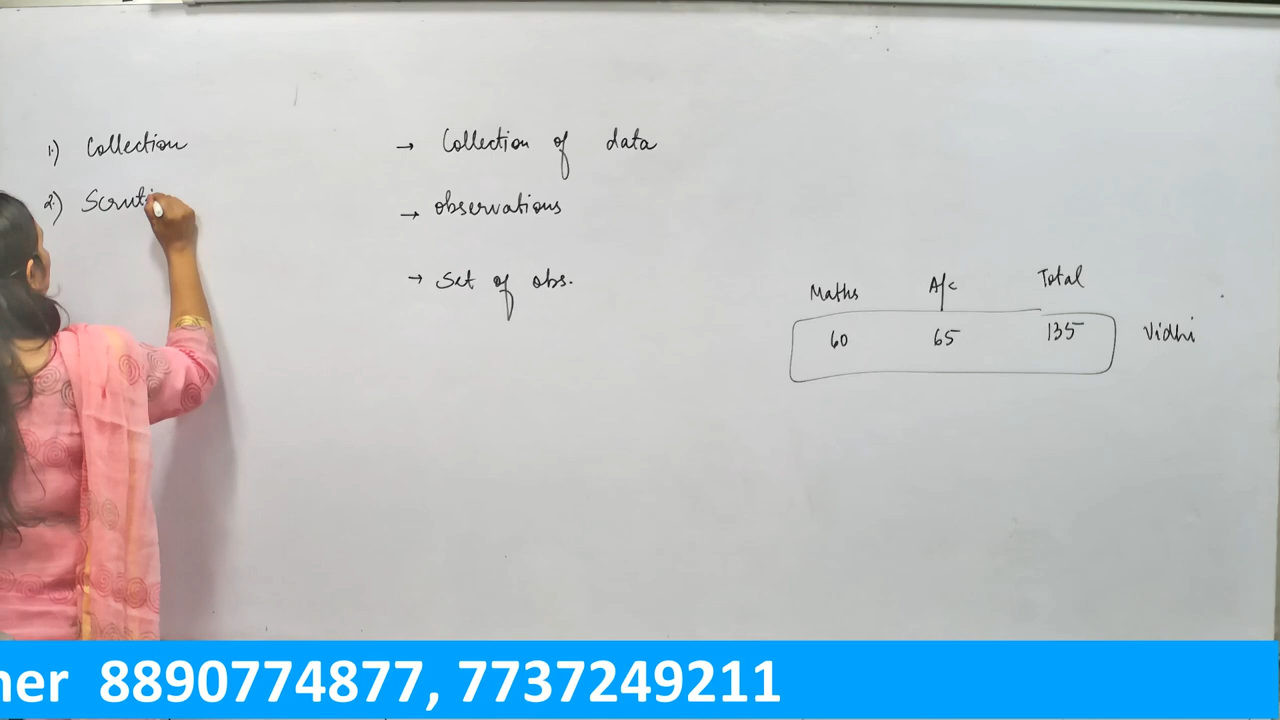 1.) Collection
2.) Scruti
→ Collection of data
→ observations
→ Set of obs.
Maths A/c Total
60 65 135 Vidhi
ner 8890774877, 7737249211